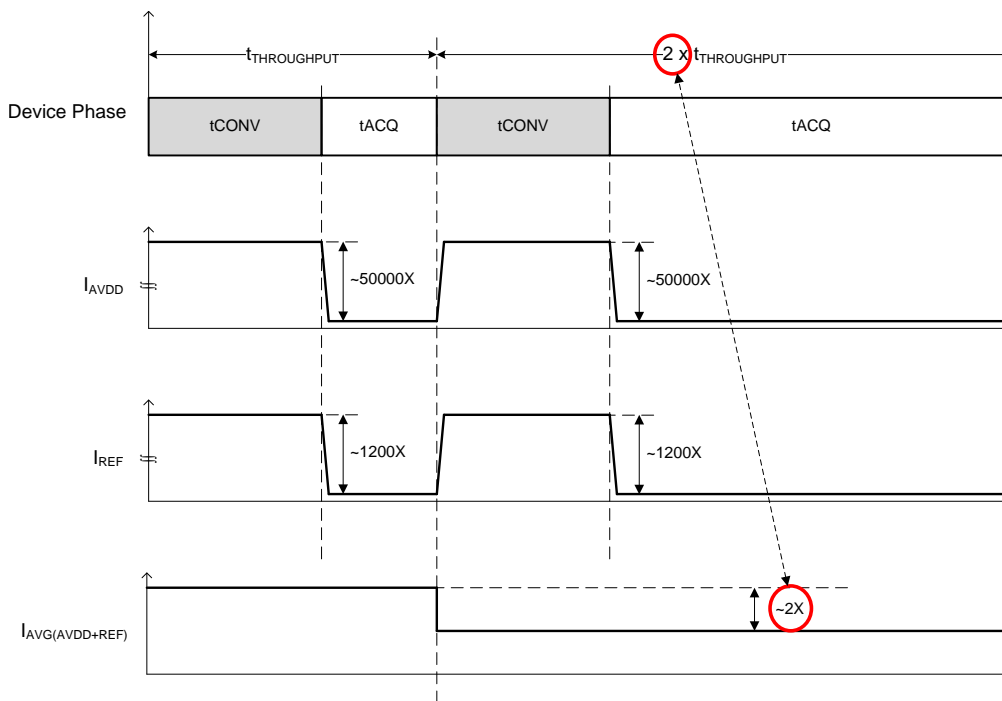 tTHROUGHPUT
2 x tTHROUGHPUT
Device Phase
tCONV
tACQ
tCONV
tACQ
IAVDD
~50000X
~50000X
IREF
~1200X
~1200X
IAVG(AVDD+REF)
~2X